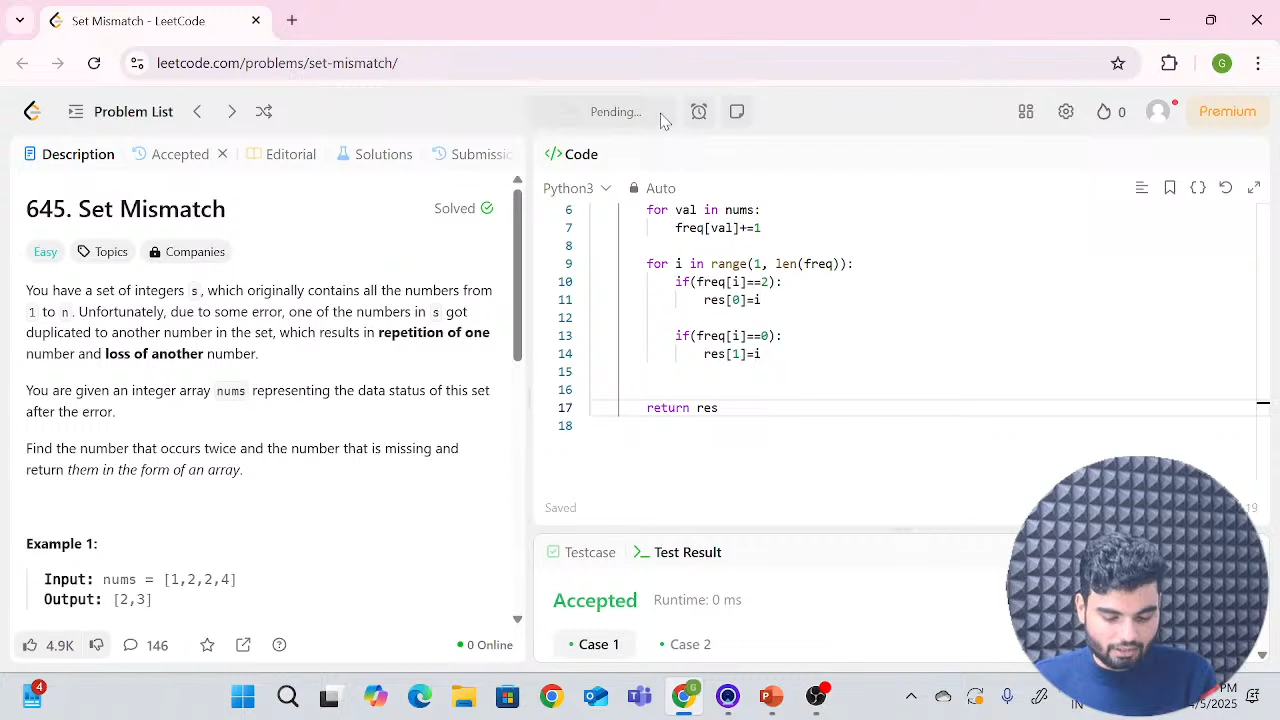 Set Mismatch - LeetCode
leetcode.com/problems/set-mismatch/
G
Problem List
Pending...
0
Premium
Description
Accepted
Editorial
Solutions
Submissic
</> Code
Python3
Auto
645. Set Mismatch
Solved
Easy
Topics
Companies
You have a set of integers s, which originally contains all the numbers from
1 to n. Unfortunately, due to some error, one of the numbers in s got
duplicated to another number in the set, which results in repetition of one
number and loss of another number.
You are given an integer array nums representing the data status of this set
after the error.
Find the number that occurs twice and the number that is missing and
return them in the form of an array.
Example 1:
Input: nums = [1,2,2,4]
Output: [2,3]
4.9K
146
0 Online
6 for val in nums:
7 freq[val]+=1
8
9 for i in range(1, len(freq)):
10 if(freq[i]==2):
11 res[0]=i
12
13 if(freq[i]==0):
14 res[1]=i
15
16
17 return res
18
Saved
19
Testcase
Test Result
Accepted
Runtime: 0 ms
Case 1
Case 2
4
G
IN
PM
/5/2025